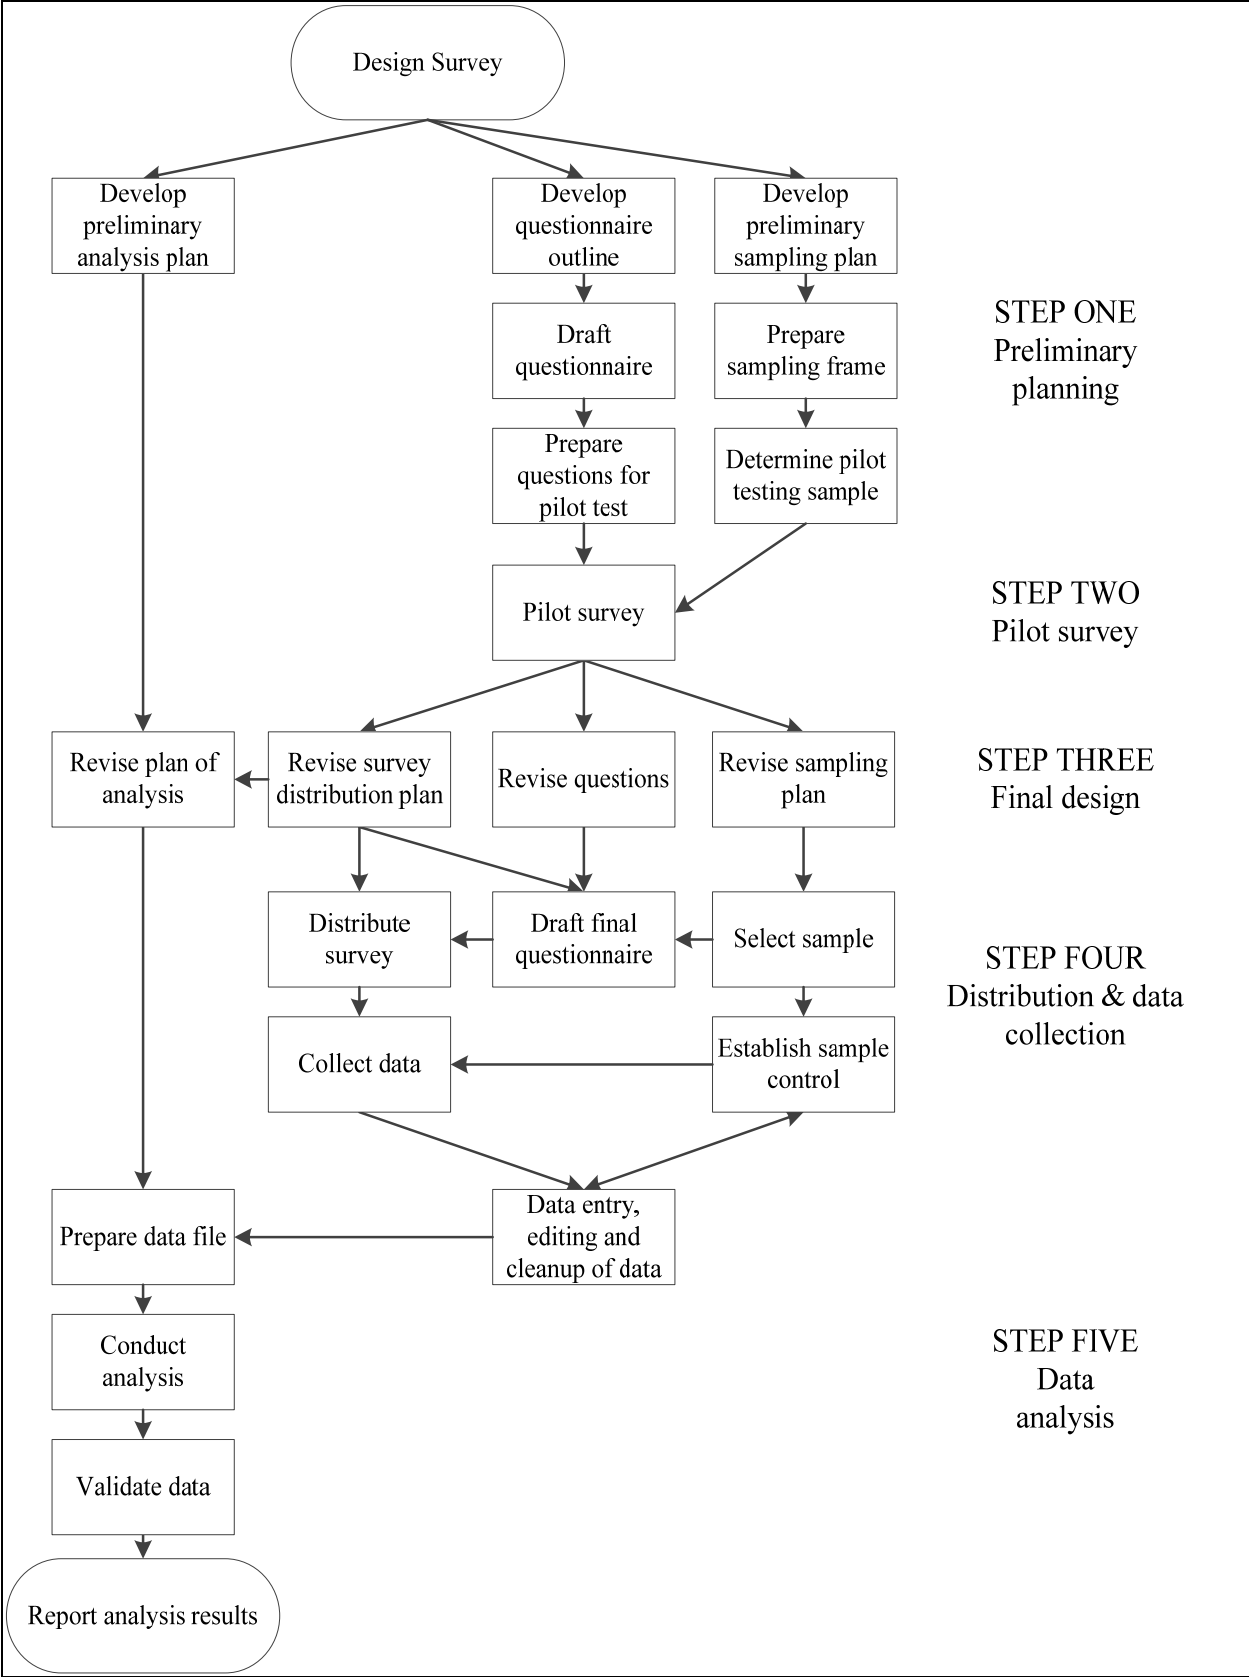 Design Survey
Develop
preliminary
analysis plan
Develop
questionnaire
outline
Develop
preliminary
sampling plan
Draft
questionnaire
Prepare
sampling frame
STEP ONE
Preliminary
planning
Prepare
questions for
pilot test
Determine pilot
testing sample
Pilot survey
STEP TWO
Pilot survey
Revise plan of
analysis
Revise survey
distribution plan
Revise questions
Revise sampling
plan
STEP THREE
Final design
Distribute
survey
Draft final
questionnaire
Select sample
STEP FOUR
Distribution & data
collection
Collect data
Establish sample
control
Prepare data file
Data entry,
editing and
cleanup of data
Conduct
analysis
STEP FIVE
Data
analysis
Validate data
Report analysis results